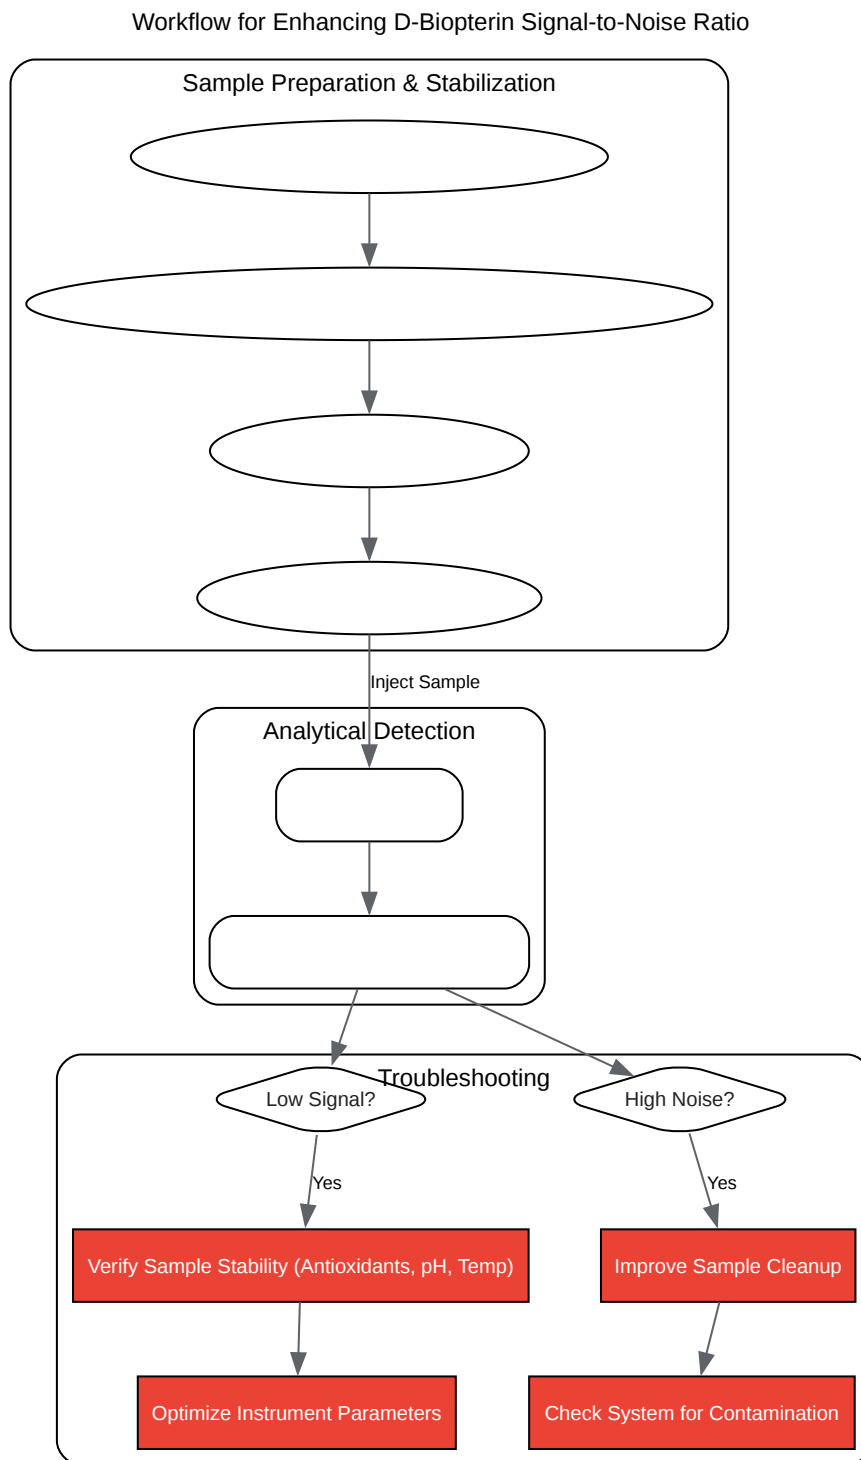 Workflow for Enhancing D-Biopterin Signal-to-Noise Ratio
Sample Preparation & Stabilization
Inject Sample
Analytical Detection
Troubleshooting
Low Signal?
High Noise?
Yes
Yes
Verify Sample Stability (Antioxidants, pH, Temp)
Improve Sample Cleanup
Optimize Instrument Parameters
Check System for Contamination